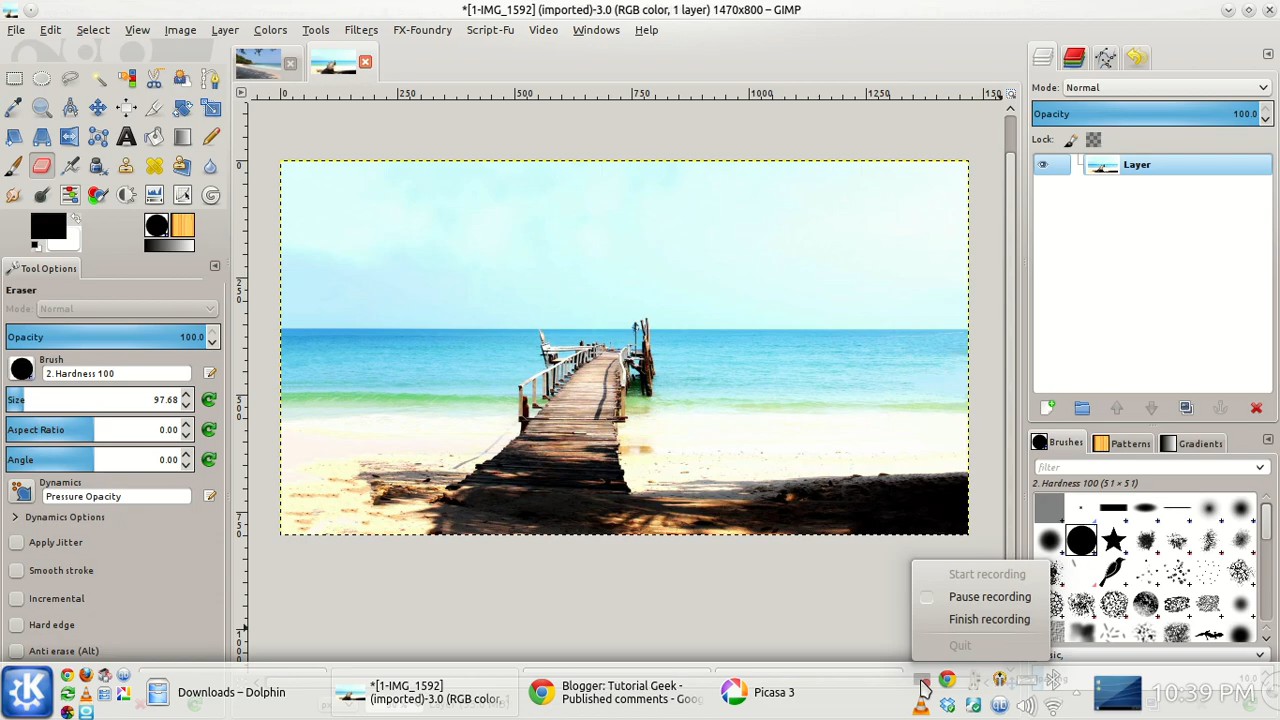 *[1-IMG_1592] (imported)-3.0 (RGB color, 1 layer) 1470x800 – GIMP
File Edit Select View Image Layer Colors Tools Filters FX-Foundry Script-Fu Video Windows Help
0 250 500 750 1000 1250
Mode: Normal
Opacity 100.0
Lock:
Layer
Tool Options
Eraser
Mode: Normal
Opacity 100.0
Brush
2. Hardness 100
Size 97.68
Aspect Ratio 0.00
Angle 0.00
Dynamics
Pressure Opacity
Dynamics Options
Apply Jitter
Smooth stroke
Incremental
Hard edge
Anti erase (Alt)
Brushes Patterns Gradients
filter
2. Hardness 100 (51 × 51)
Start recording
Pause recording
Finish recording
Quit
Downloads – Dolphin
*[1-IMG_1592]
(imported)-3.0 (RGB color,
Blogger: Tutorial Geek -
Published comments - Goog
Picasa 3
10:39 PM